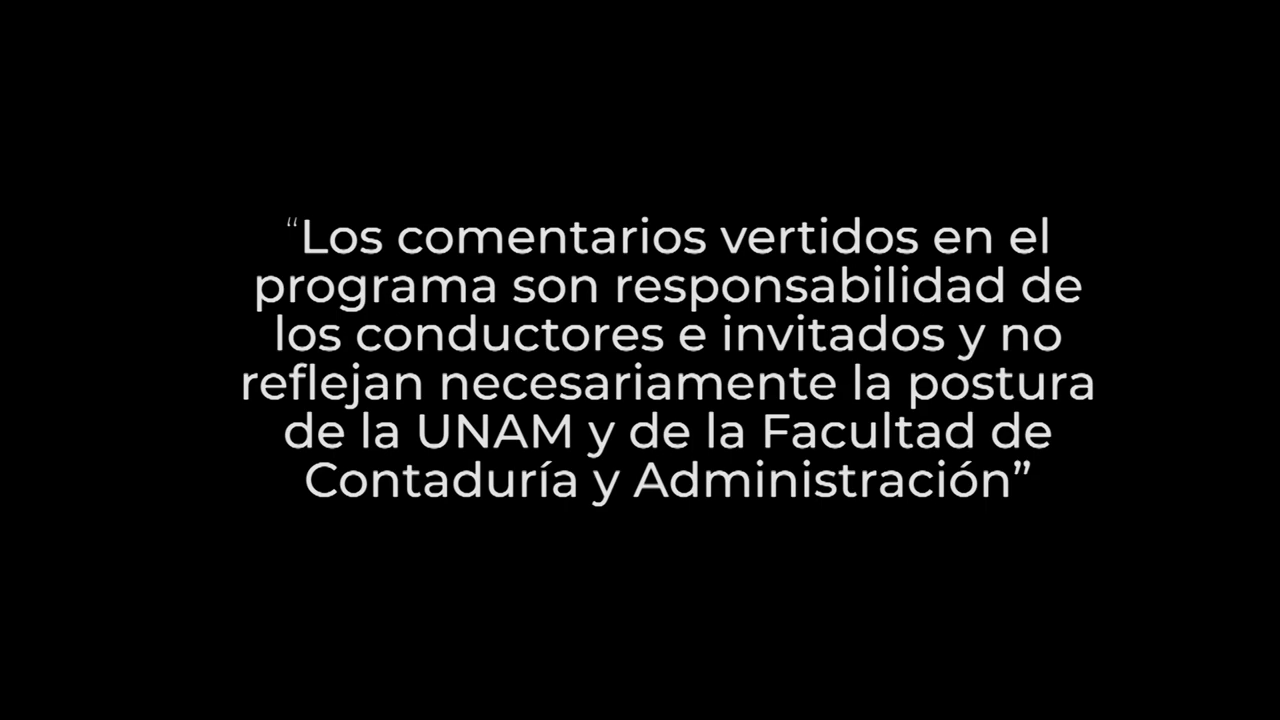 “Los comentarios vertidos en el
programa son responsabilidad de
los conductores e invitados y no
reflejan necesariamente la postura
de la UNAM y de la Facultad de
Contaduría y Administración”